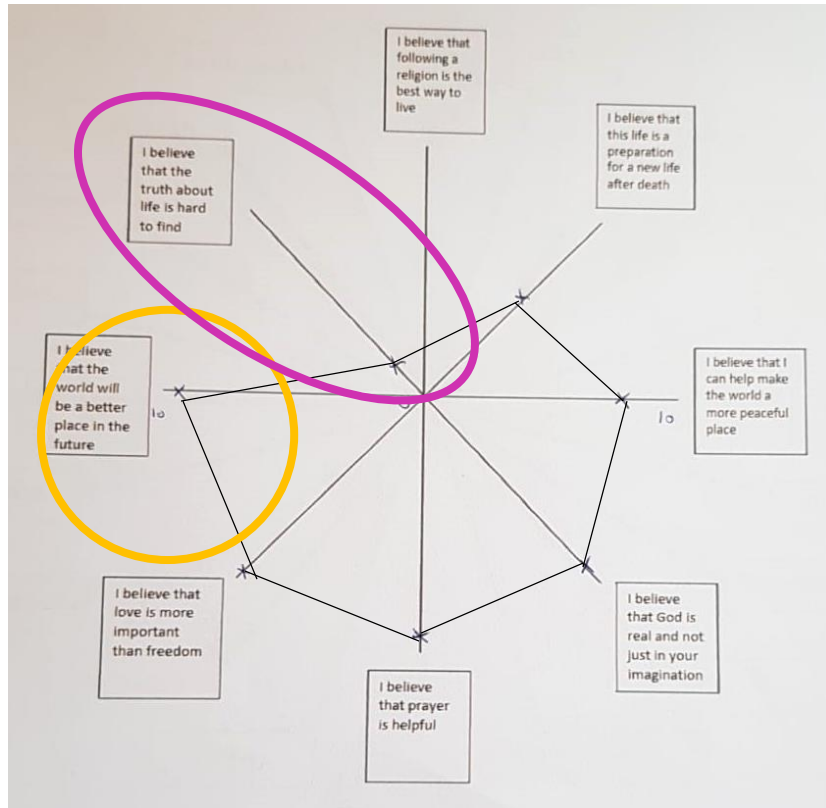 I believe that
following a
religion is the
best way to
live
I believe that
this life is a
preparation
for a new life
after death
I believe
that the
truth about
life is hard
to find
I believe
that the
world will
be a better
place in the
future
10
I believe that I
can help make
the world a
more peaceful
place
10
I believe that
love is more
important
than freedom
I believe
that prayer
is helpful
I believe
that God is
real and not
just in your
imagination